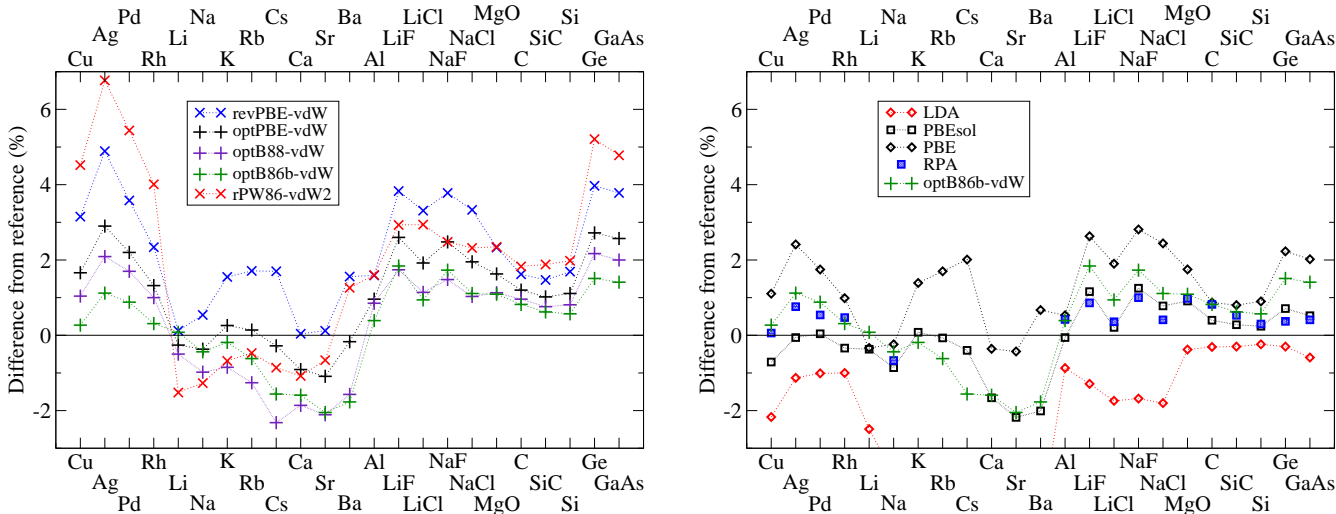 Pd Na Rb Cs Ba LiCl MgO SiC Si
Ag Li K Ca Sr LiF NaCl Ge GaAs
Cu Rh K Ca Al NaF C Ge
6
4
2
0
-2
Difference from reference (%)
revPBE-vdW
optPBE-vdW
optB88-vdW
optB86b-vdW
rPW86-vdW2
Cu Rh K Ca Al NaF C Ge
Ag Li Rb Sr LiF NaCl SiC GaAs
Pd Na Cs Ba LiCl MgO Si
Pd Na Cs Ba LiCl MgO Si
Ag Li Rb Sr LiF NaCl SiC GaAs
Cu Rh K Ca Al NaF C Ge
6
4
2
0
-2
Difference from reference (%)
LDA
PBEsol
PBE
RPA
optB86b-vdW
Cu Rh K Ca Al NaF C Ge
Ag Li Rb Sr LiF NaCl SiC GaAs
Pd Na Cs Ba LiCl MgO Si